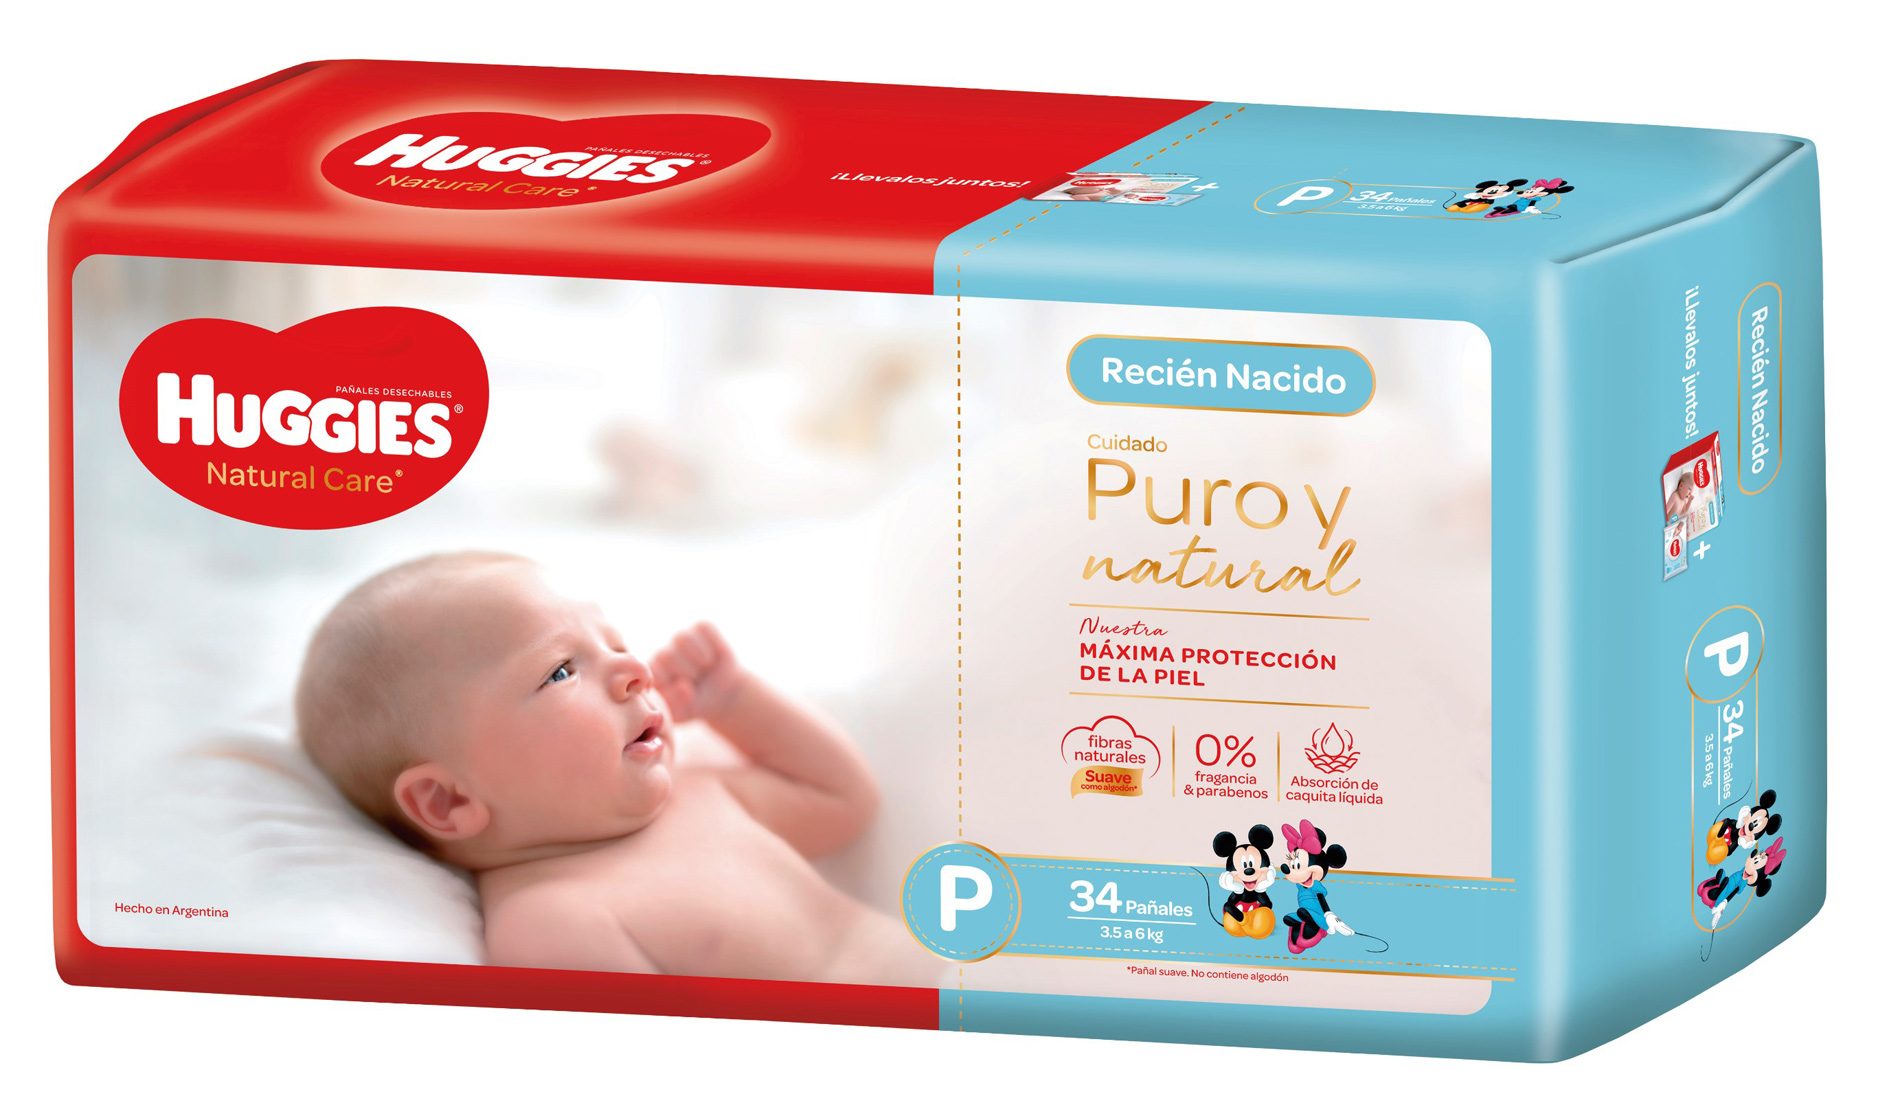 PAÑALES DESECHABLES
HUGGIES®
Natural Care®
¡Llevalos juntos!
+
P
34 Pañales
3.5 a 6 kg
PAÑALES DESECHABLES
HUGGIES®
Natural Care®
Recién Nacido
Cuidado
Puro y
natural
Nuestra
MÁXIMA PROTECCIÓN
DE LA PIEL
fibras
naturales
Suave
como algodón*
0%
fragancia
& parabenos
Absorción de
caquita líquida
P
34 Pañales
3.5 a 6 kg
*Pañal suave. No contiene algodón
Hecho en Argentina
Recién Nacido
¡Llevalos juntos!
+
P
34 Pañales
3.5 a 6 kg